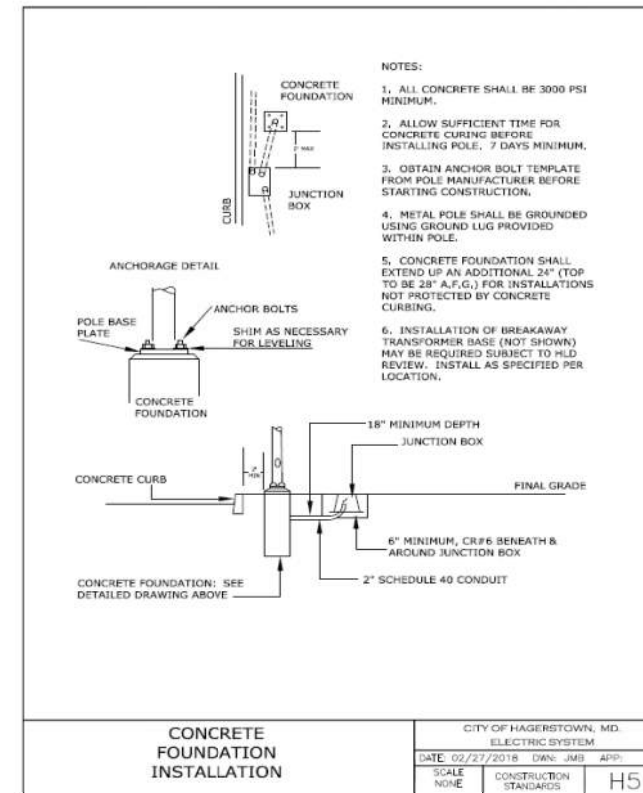 CONCRETE
FOUNDATION
2' MAX
JUNCTION
BOX
CURB
NOTES:
1, ALL CONCRETE SHALL BE 3000 PSI
MINIMUM.
2, ALLOW SUFFICIENT TIME FOR
CONCRETE CURING BEFORE
INSTALLING POLE. 7 DAYS MINIMUM.
3, OBTAIN ANCHOR BOLT TEMPLATE
FROM POLE MANUFACTURER BEFORE
STARTING CONSTRUCTION.
4, METAL POLE SHALL BE GROUNDED
USING GROUND LUG PROVIDED
WITHIN POLE.
5, CONCRETE FOUNDATION SHALL
EXTEND UP AN ADDITIONAL 24" (TOP
TO BE 28" A.F.G.) FOR INSTALLATIONS
NOT PROTECTED BY CONCRETE
CURBING.
6. INSTALLATION OF BREAKAWAY
TRANSFORMER BASE (NOT SHOWN)
MAY BE REQUIRED SUBJECT TO HLD
REVIEW. INSTALL AS SPECIFIED PER
LOCATION.
ANCHORAGE DETAIL
ANCHOR BOLTS
POLE BASE
PLATE
SHIM AS NECESSARY
FOR LEVELING
CONCRETE
FOUNDATION
18" MINIMUM DEPTH
JUNCTION BOX
2'
MIN
CONCRETE CURB
FINAL GRADE
6" MINIMUM, CR#6 BENEATH &
AROUND JUNCTION BOX
2" SCHEDULE 40 CONDUIT
CONCRETE FOUNDATION: SEE
DETAILED DRAWING ABOVE
CONCRETE
FOUNDATION
INSTALLATION
CITY OF HAGERSTOWN, MD.
ELECTRIC SYSTEM
DATE: 02/27/2018 DWN: JMB APP:
SCALE
NONE
CONSTRUCTION
STANDARDS
H5